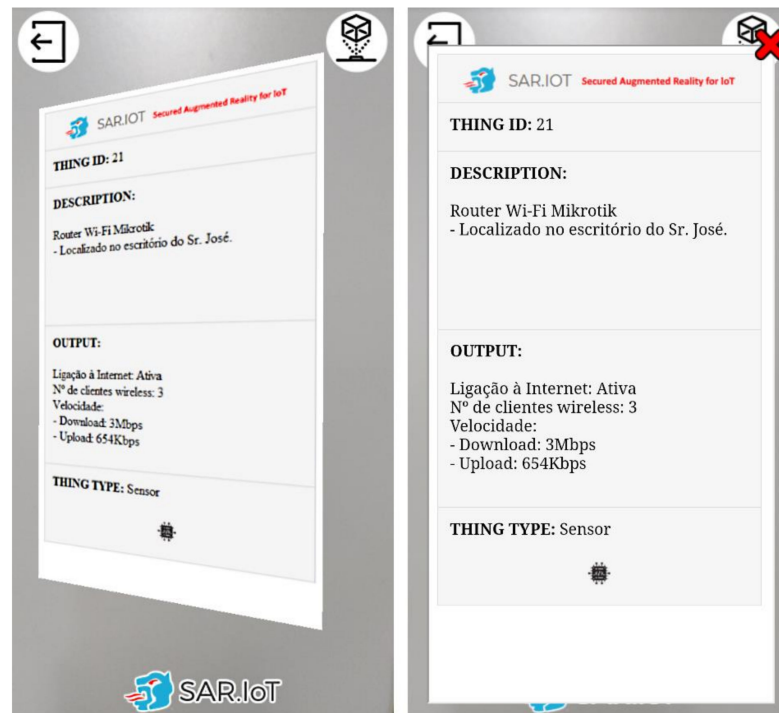 SAR.IOT Secured Augmented Reality for IoT
THING ID: 21
DESCRIPTION:
Router Wi-Fi Mikrotik
- Localizado no escritório do Sr. José.
OUTPUT:
Ligação à Internet: Ativa
Nº de clientes wireless: 3
Velocidade:
- Download: 3Mbps
- Upload: 654Kbps
THING TYPE: Sensor
SAR.IoT
SAR.IOT Secured Augmented Reality for IoT
THING ID: 21
DESCRIPTION:
Router Wi-Fi Mikrotik
- Localizado no escritório do Sr. José.
OUTPUT:
Ligação à Internet: Ativa
Nº de clientes wireless: 3
Velocidade:
- Download: 3Mbps
- Upload: 654Kbps
THING TYPE: Sensor